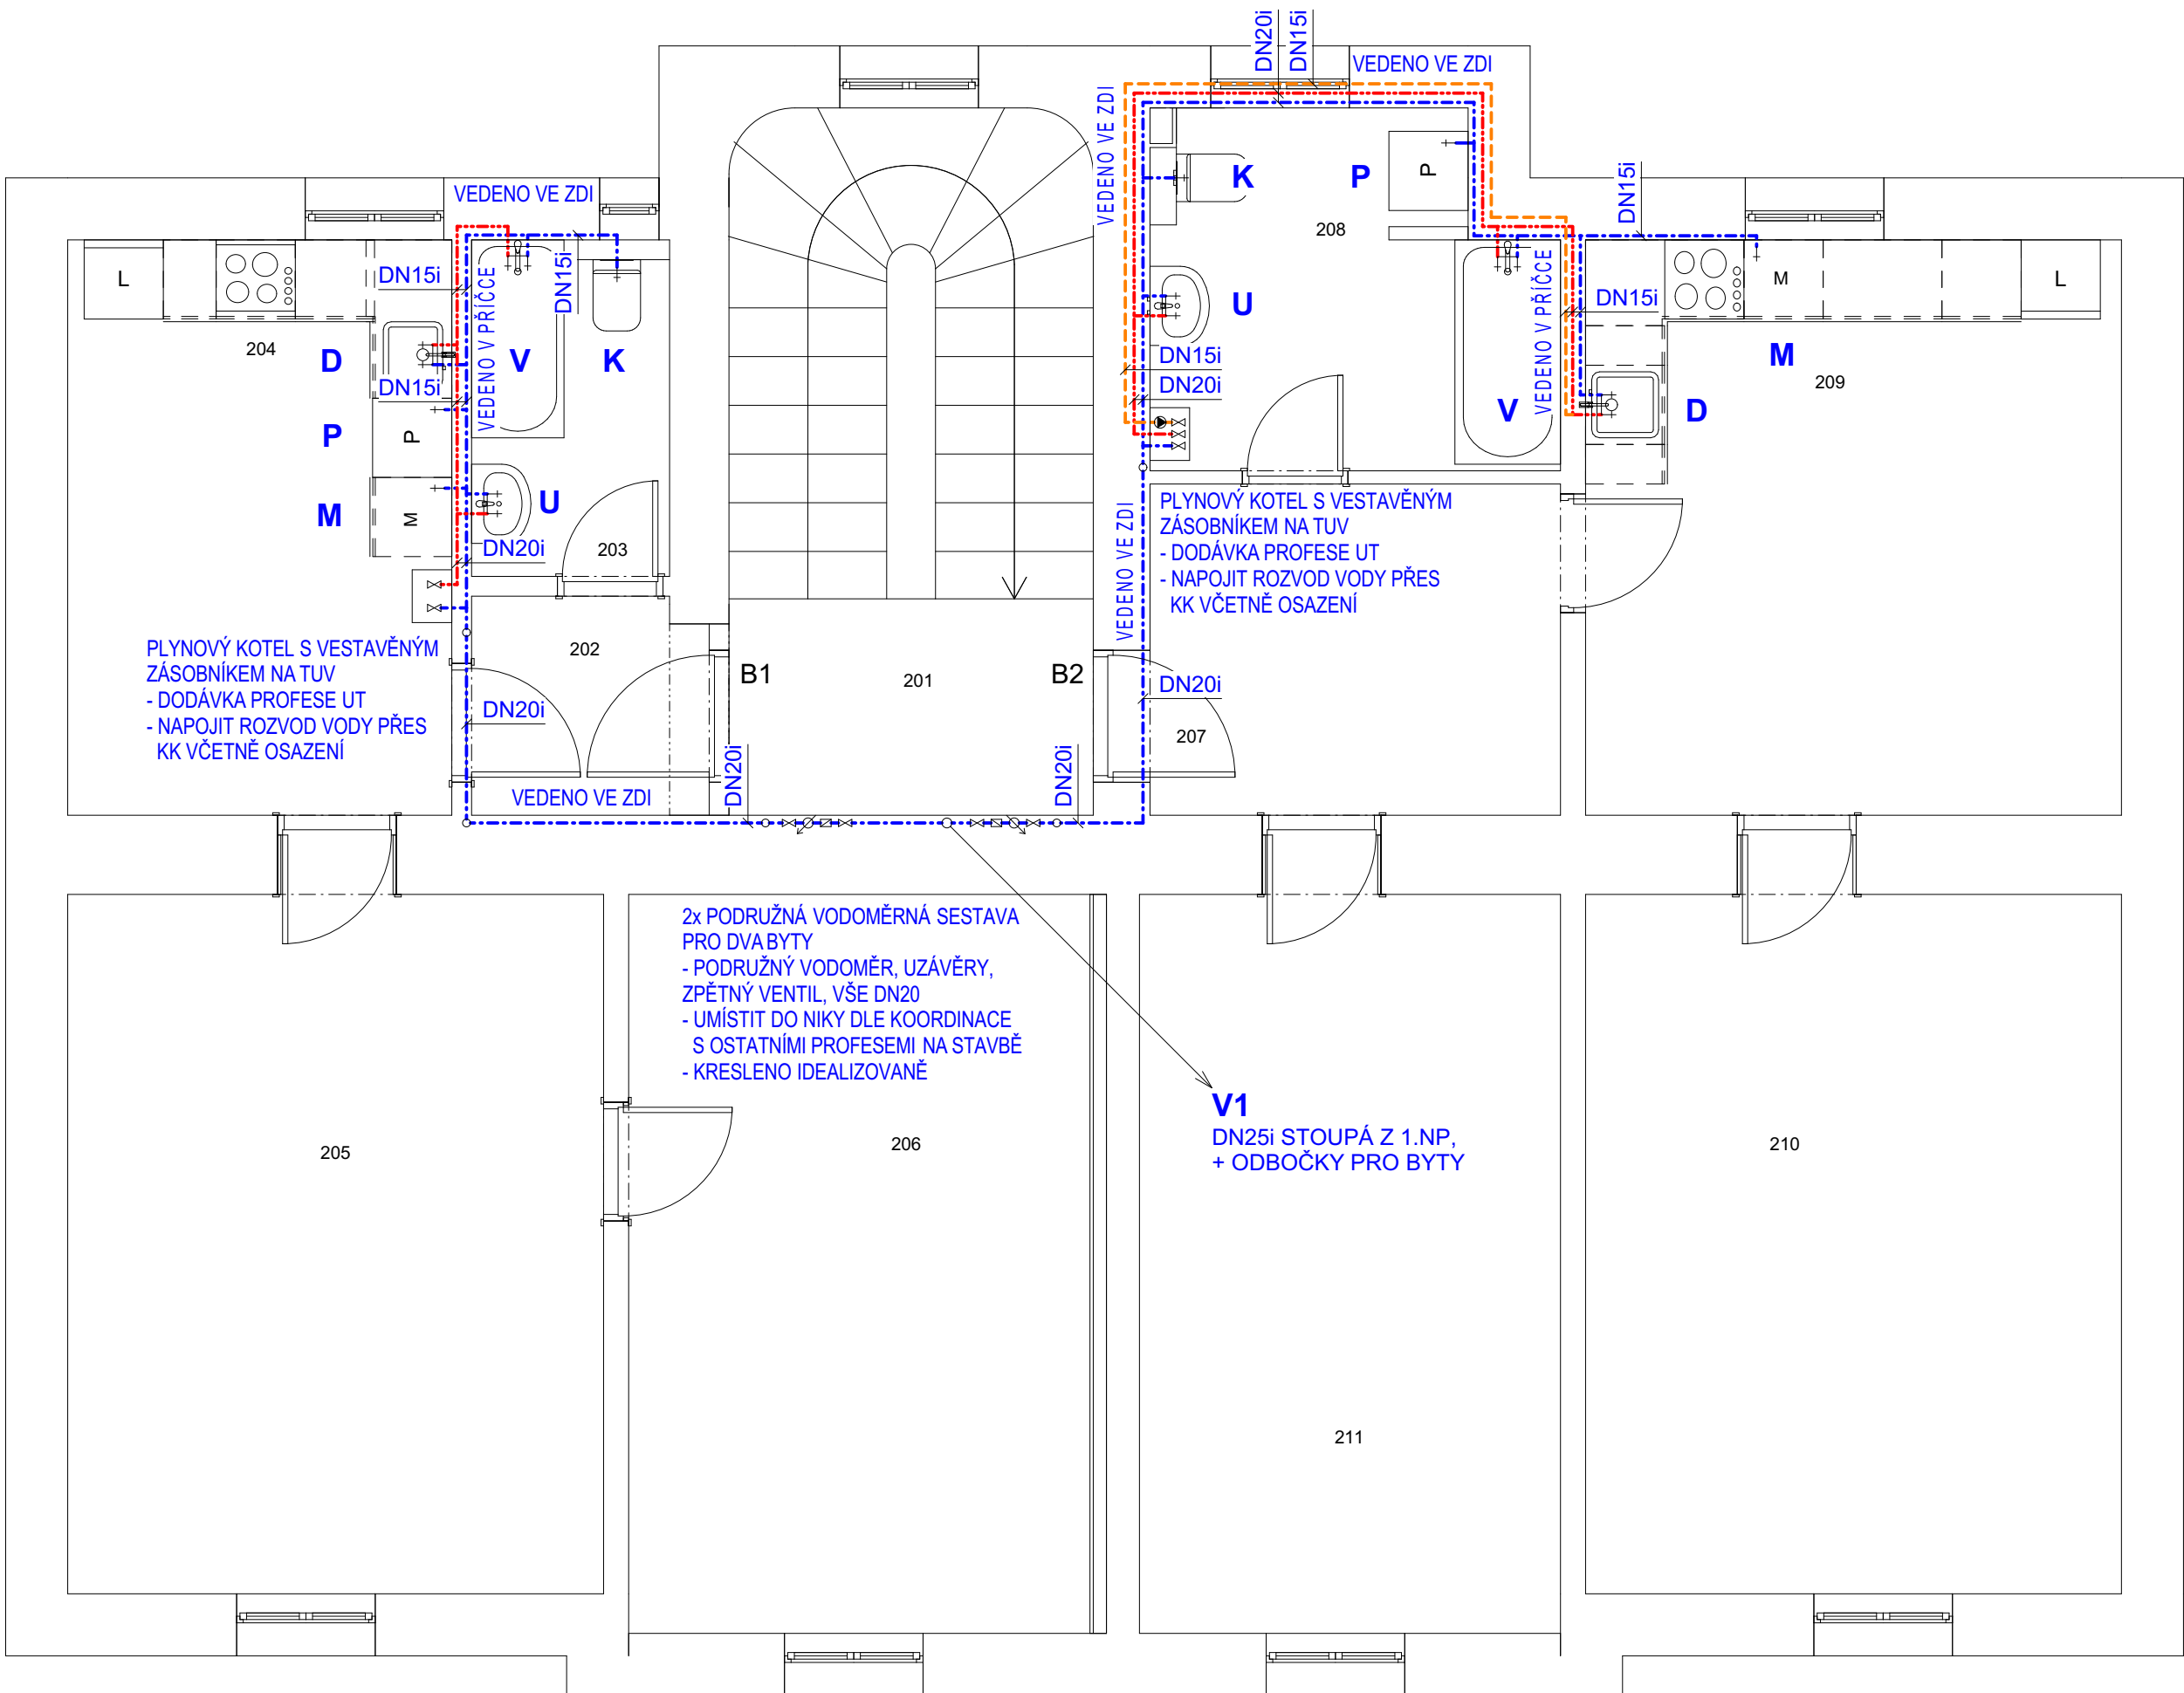 DN20i
DN15i
VEDENO VE ZDI
VEDENO VE ZDI
VEDENO VE ZDI
DN15i
K
P
P
208
L
DN15i
DN15i
VEDENO V PŘÍČCE
U
VEDENO V PŘÍČCE
DN15i
M
L
204
D
V
K
DN15i
DN20i
M
209
DN15i
V
D
P
P
M
M
U
DN20i
203
VEDENO VE ZDI
PLYNOVÝ KOTEL S VESTAVĚNÝM
ZÁSOBNÍKEM NA TUV
- DODÁVKA PROFESE UT
- NAPOJIT ROZVOD VODY PŘES
KK VČETNĚ OSAZENÍ
PLYNOVÝ KOTEL S VESTAVĚNÝM
ZÁSOBNÍKEM NA TUV
- DODÁVKA PROFESE UT
- NAPOJIT ROZVOD VODY PŘES
KK VČETNĚ OSAZENÍ
202
B1
201
B2
DN20i
DN20i
207
DN20i
DN20i
VEDENO VE ZDI
2x PODRUŽNÁ VODOMĚRNÁ SESTAVA
PRO DVA BYTY
- PODRUŽNÝ VODOMĚR, UZÁVĚRY,
ZPĚTNÝ VENTIL, VŠE DN20
- UMÍSTIT DO NIKY DLE KOORDINACE
S OSTATNÍMI PROFESEMI NA STAVBĚ
- KRESLENO IDEALIZOVANĚ
V1
DN25i STOUPÁ Z 1.NP,
+ ODBOČKY PRO BYTY
205
206
210
211